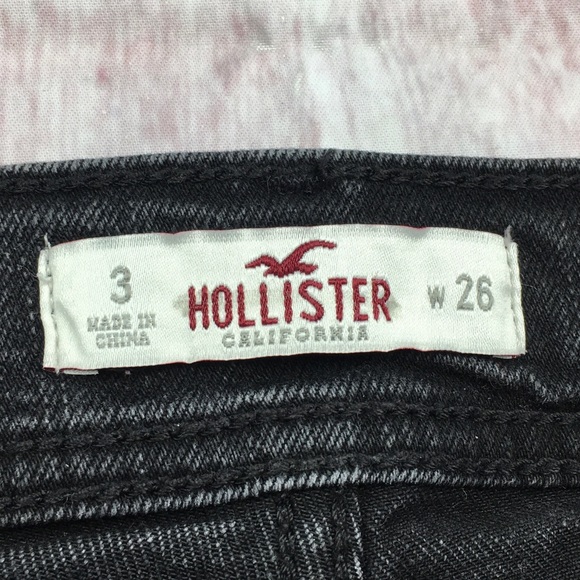 3
MADE IN
CHINA
HOLLISTER
CALIFORNIA
W 26